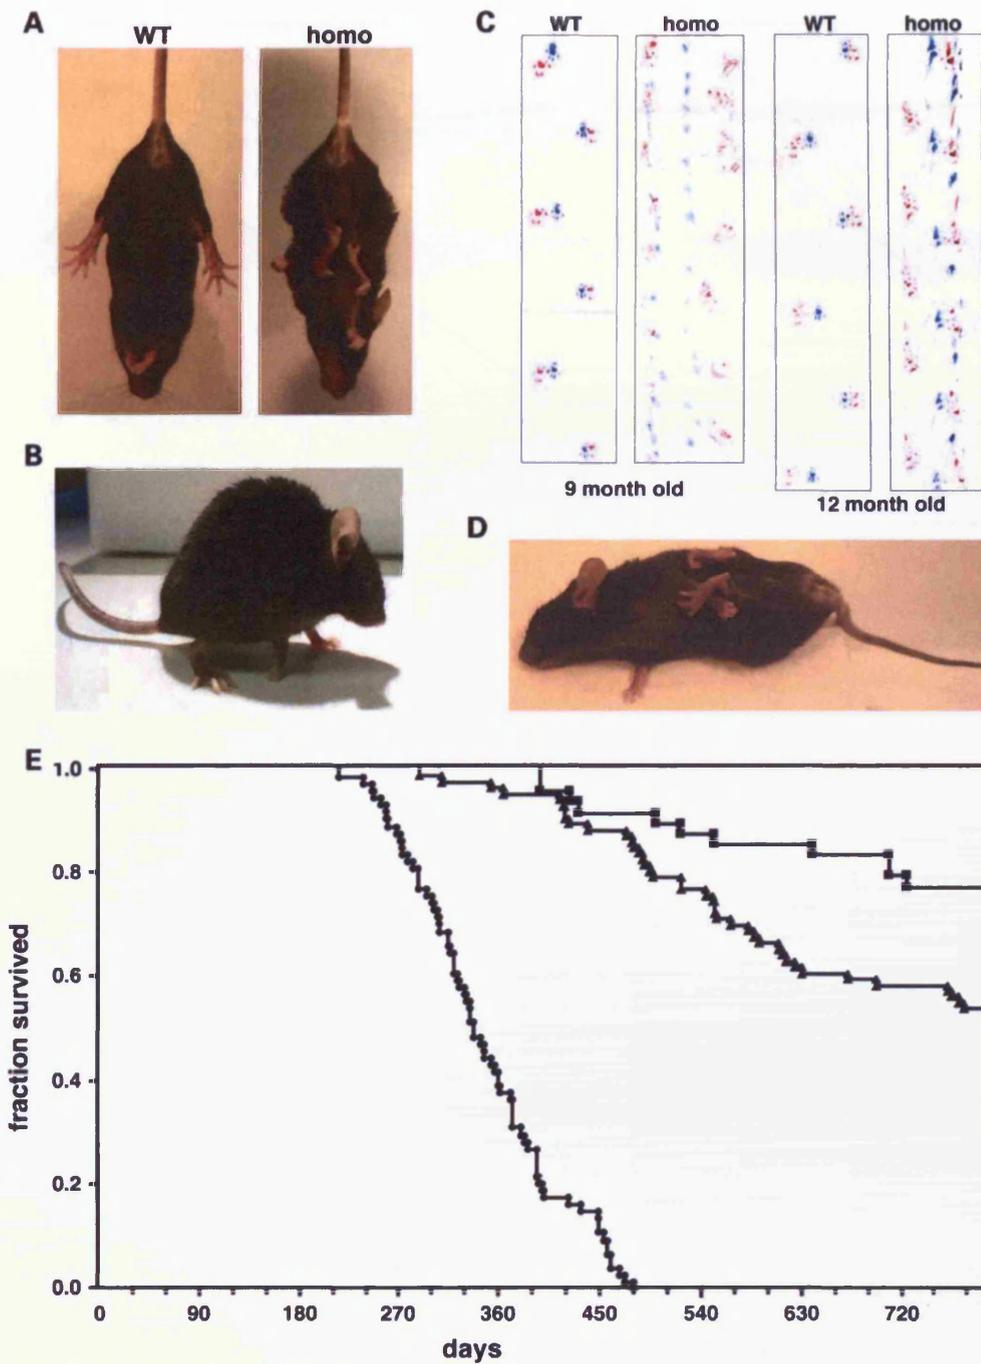 A
WT
homo
B
C
WT
homo
WT
homo
9 month old
12 month old
D
E
fraction survived
1.0
0.8
0.6
0.4
0.2
0.0
0 90 180 270 360 450 540 630 720
days